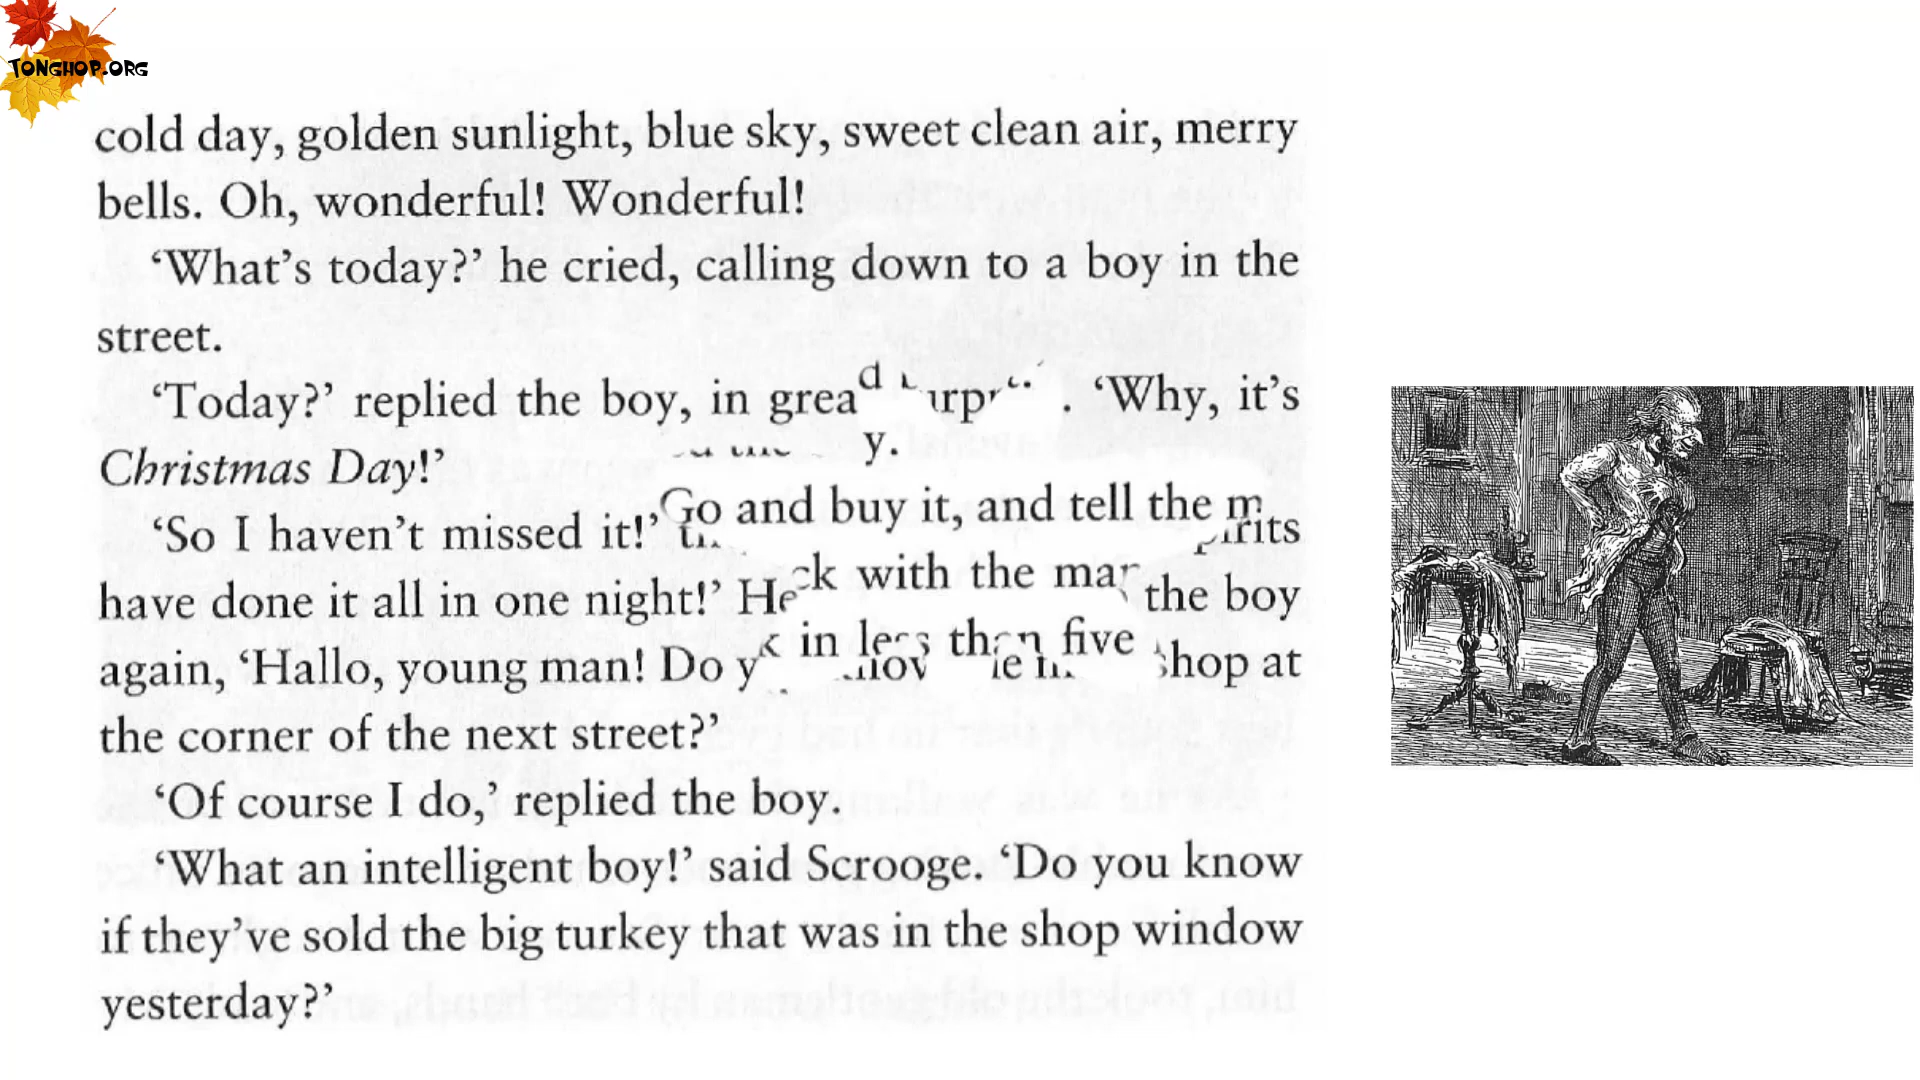 TONGHOP.ORG
cold day, golden sunlight, blue sky, sweet clean air, merry
bells. Oh, wonderful! Wonderful!
‘What’s today?’ he cried, calling down to a boy in the
street.
‘Today?’ replied the boy, in . ‘Why, it’s
Christmas Day!’
‘So I haven’t missed it!’
Go and buy it, and tell the
have done it all in one night!’ the boy
with the
again, ‘Hallo, young man! Do shop at
in less than five
the corner of the next street?’
‘Of course I do,’ replied the boy.
‘What an intelligent boy!’ said Scrooge. ‘Do you know
if they’ve sold the big turkey that was in the shop window
yesterday?’